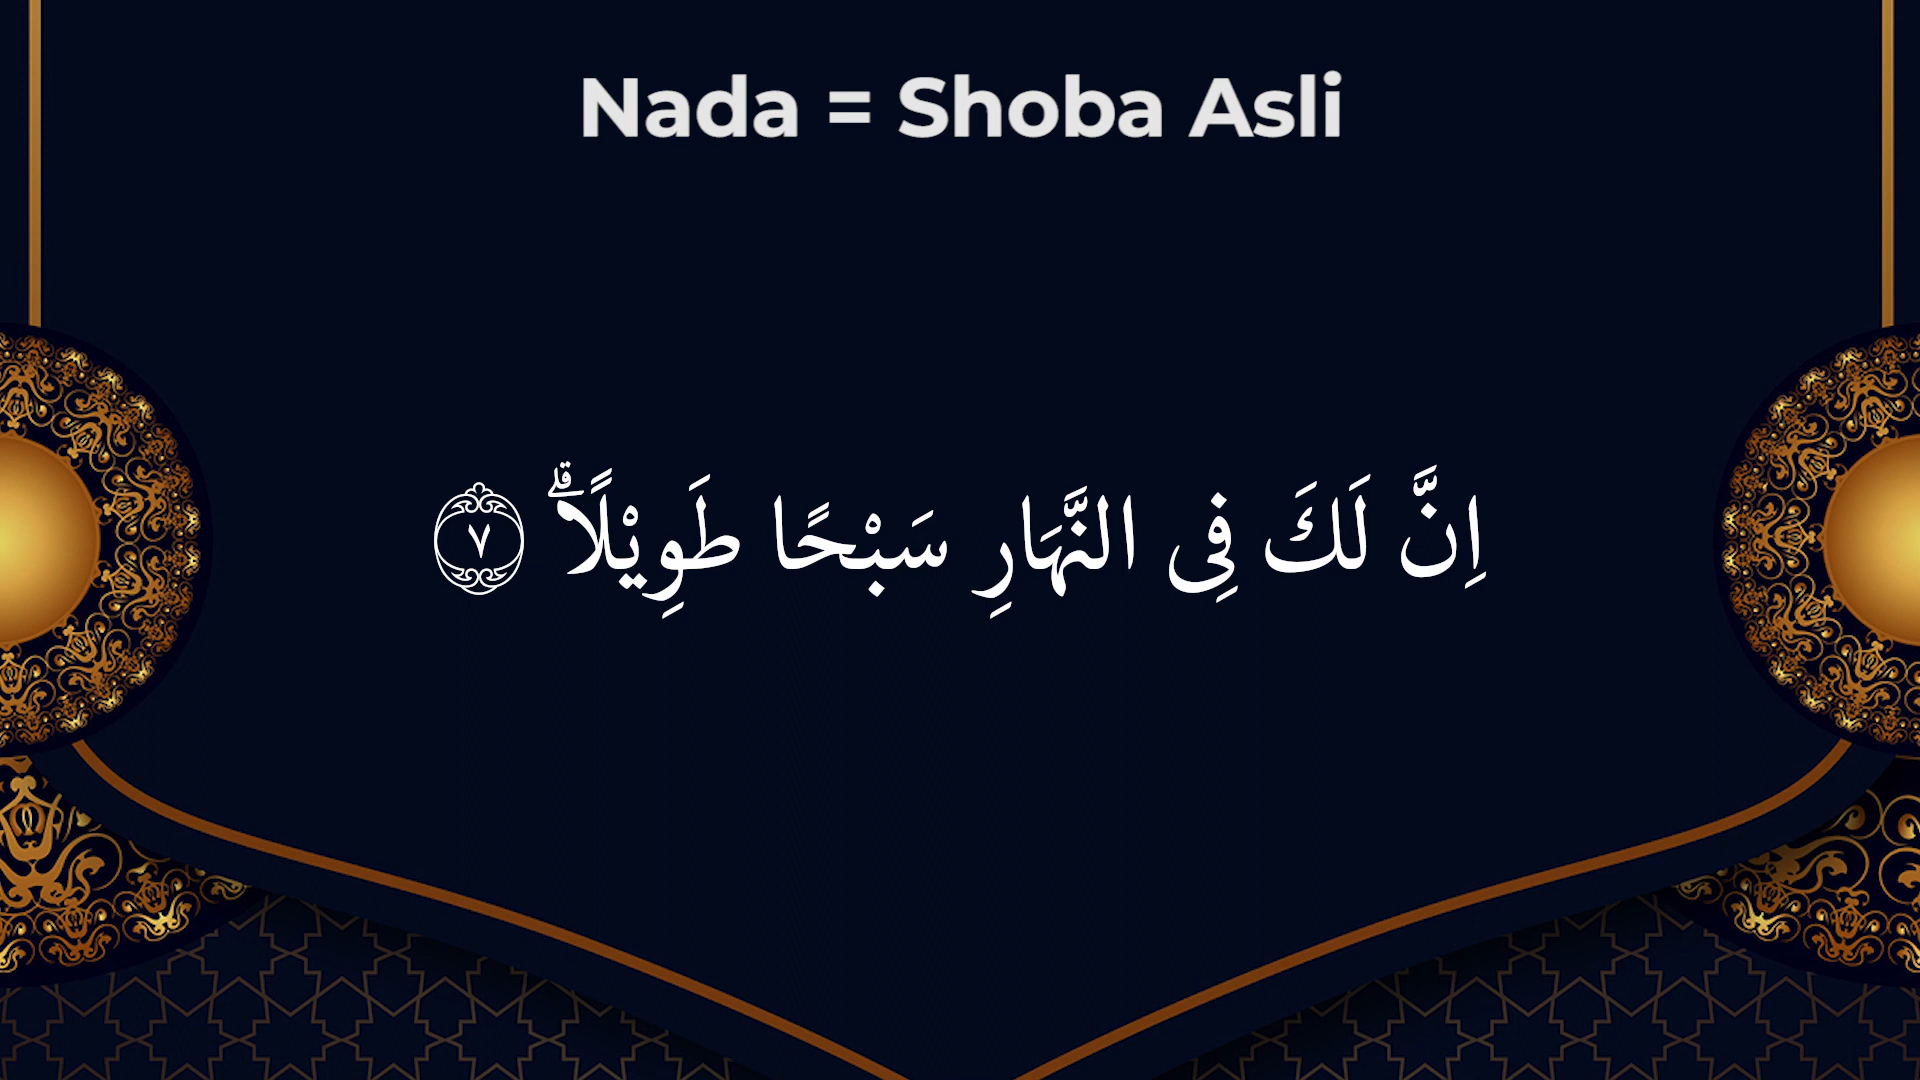 Nada = Shoba Asli
اِنَّ لَكَ فِى النَّهَارِ سَبْحًا طَوِيْلًاۗ ٧